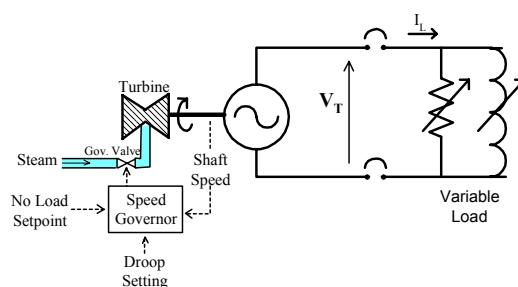 I_L
Turbine
V_T
Gov. Valve
Steam
Shaft
Speed
No Load
Setpoint
Speed
Governor
Variable
Load
Droop
Setting